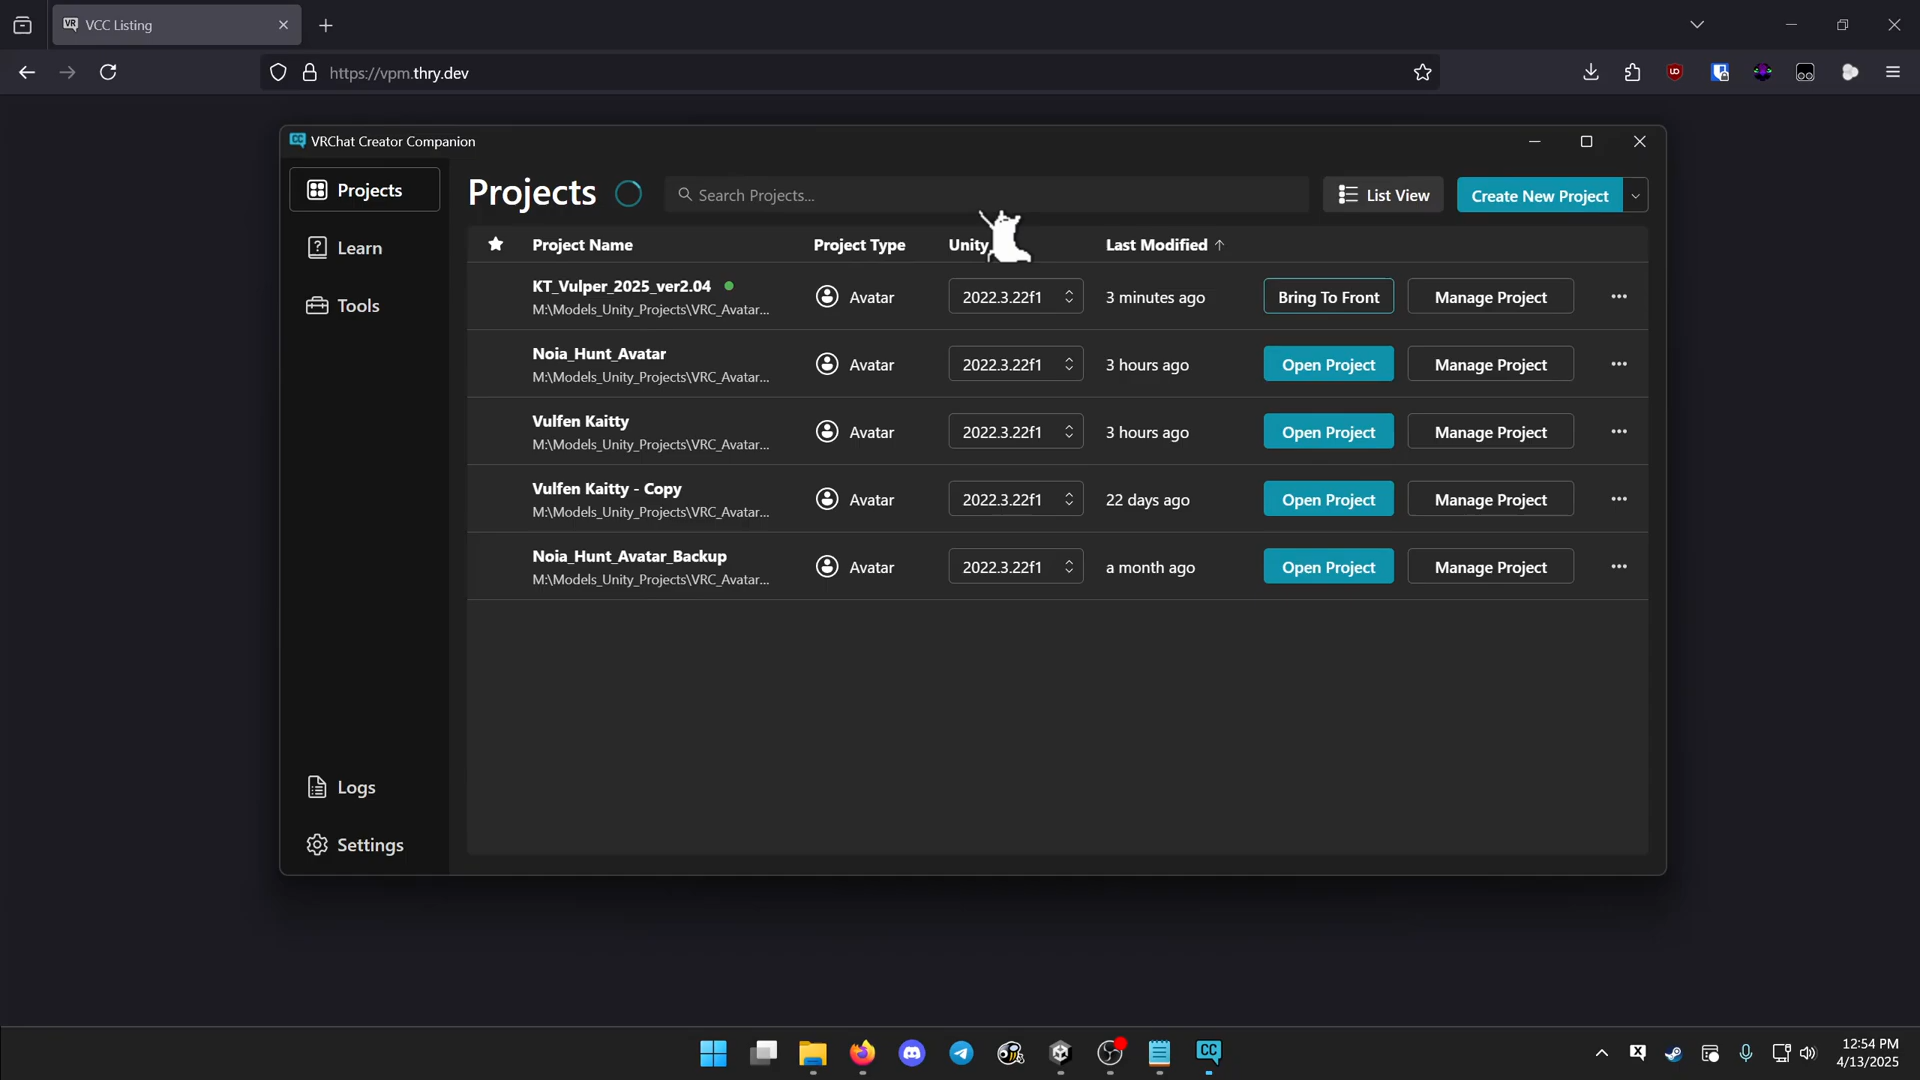 VCC Listing
https://vpm.thry.dev
VRChat Creator Companion
Projects
Learn
Tools
Logs
Settings
Projects
Search Projects...
List View
Create New Project
Project Name
Project Type
Unity
Last Modified
KT_Vulper_2025_ver2.04
M:\Models_Unity_Projects\VRC_Avatar...
Avatar
2022.3.22f1
3 minutes ago
Bring To Front
Manage Project
Noia_Hunt_Avatar
M:\Models_Unity_Projects\VRC_Avatar...
Avatar
2022.3.22f1
3 hours ago
Open Project
Manage Project
Vulfen Kaitty
M:\Models_Unity_Projects\VRC_Avatar...
Avatar
2022.3.22f1
3 hours ago
Open Project
Manage Project
Vulfen Kaitty - Copy
M:\Models_Unity_Projects\VRC_Avatar...
Avatar
2022.3.22f1
22 days ago
Open Project
Manage Project
Noia_Hunt_Avatar_Backup
M:\Models_Unity_Projects\VRC_Avatar...
Avatar
2022.3.22f1
a month ago
Open Project
Manage Project
12:54 PM
4/13/2025